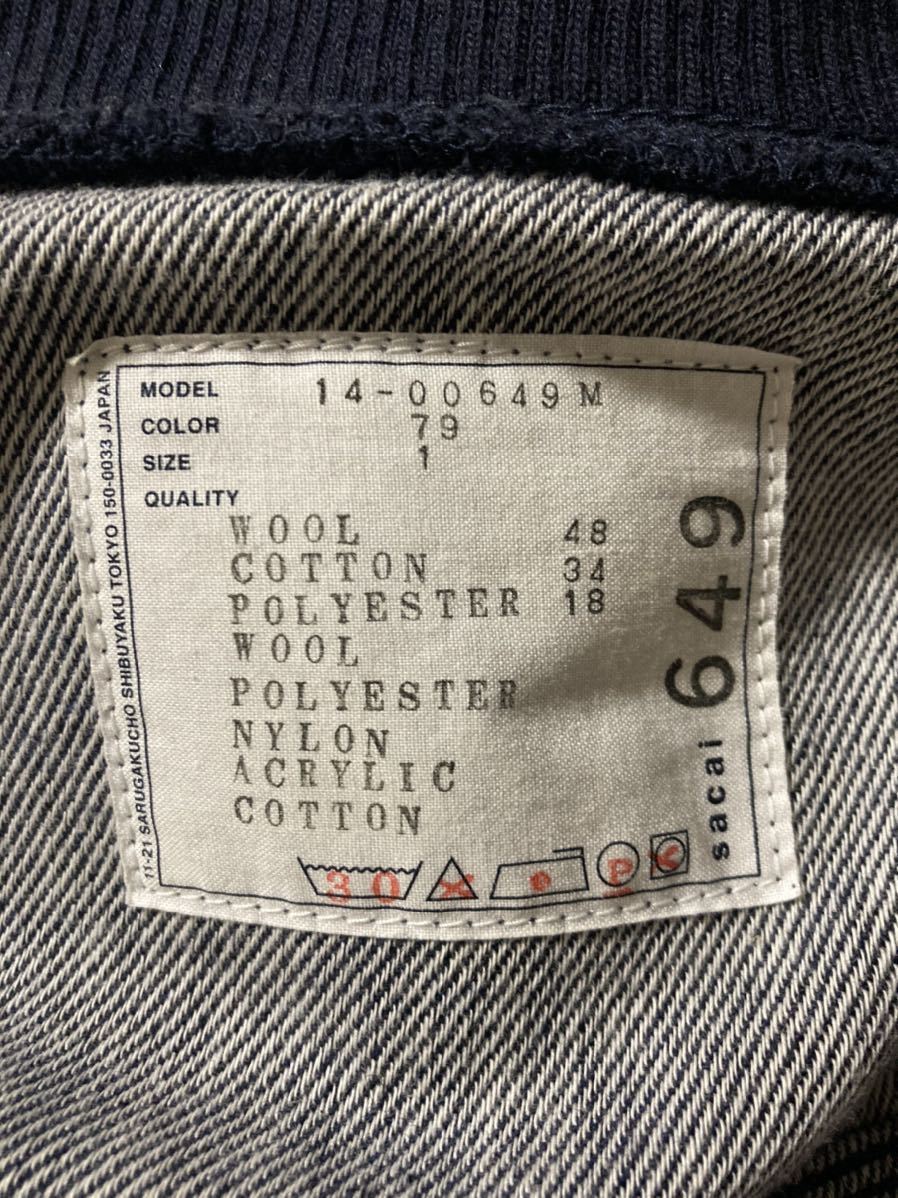 MODEL 14-00649M
COLOR 79
SIZE 1
QUALITY
WOOL 48
COTTON 34
POLYESTER 18
WOOL
POLYESTER
NYLON
ACRYLIC
COTTON
30 P
sacai 649
11-21 SARUGAKUCHO SHIBUYAKU TOKYO 150-0033 JAPAN